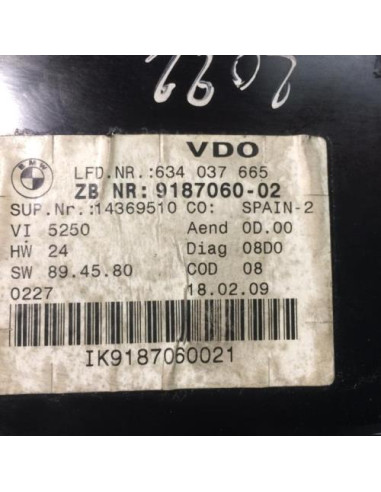 VDO
BMW
LFD.NR.:634 037 665
ZB NR: 9187060-02
SUP.Nr.:14369510 CO: SPAIN-2
VI 5250 Aend 0D.00
HW 24 Diag 08D0
SW 89.45.80 COD 08
0227 18.02.09
IK9187060021